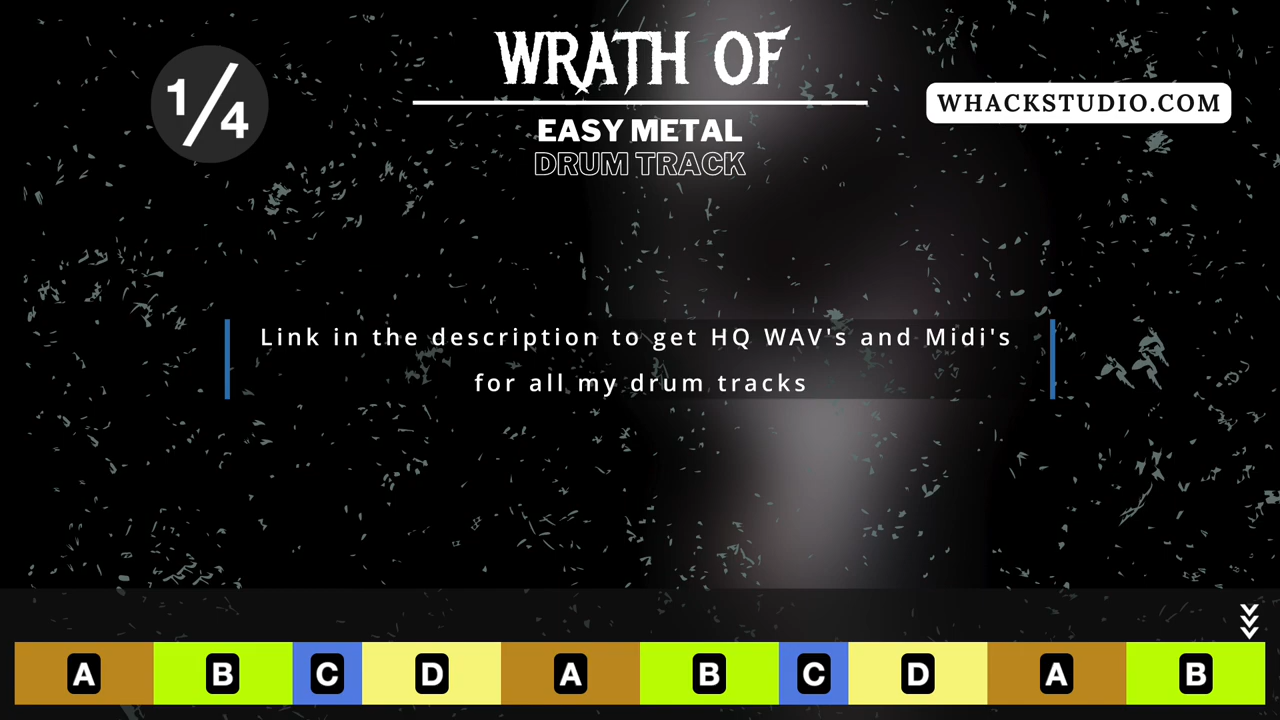 1/4
WRATH OF
EASY METAL
DRUM TRACK
WHACKSTUDIO.COM
Link in the description to get HQ WAV's and Midi's
for all my drum tracks
A B C D A B C D A B